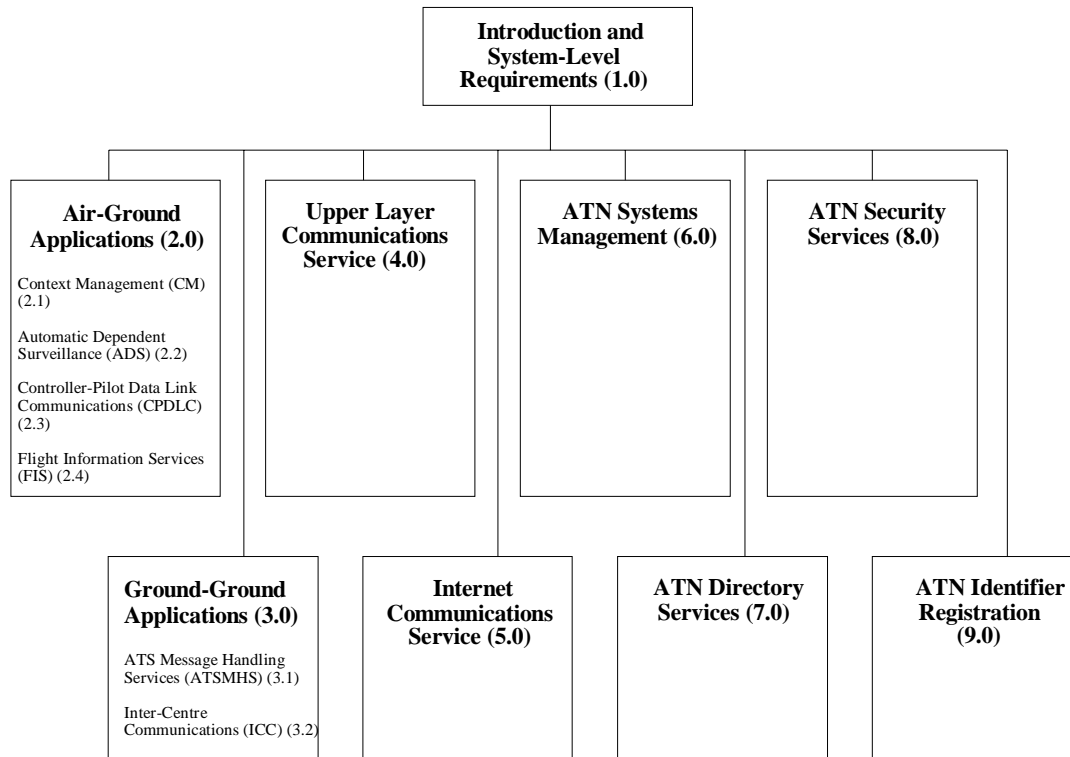 Introduction and
System-Level
Requirements (1.0)
Air-Ground
Applications (2.0)
Context Management (CM)
(2.1)
Automatic Dependent
Surveillance (ADS) (2.2)
Controller-Pilot Data Link
Communications (CPDLC)
(2.3)
Flight Information Services
(FIS) (2.4)
Upper Layer
Communications
Service (4.0)
ATN Systems
Management (6.0)
ATN Security
Services (8.0)
Ground-Ground
Applications (3.0)
ATS Message Handling
Services (ATSMHS) (3.1)
Inter-Centre
Communications (ICC) (3.2)
Internet
Communications
Service (5.0)
ATN Directory
Services (7.0)
ATN Identifier
Registration
(9.0)